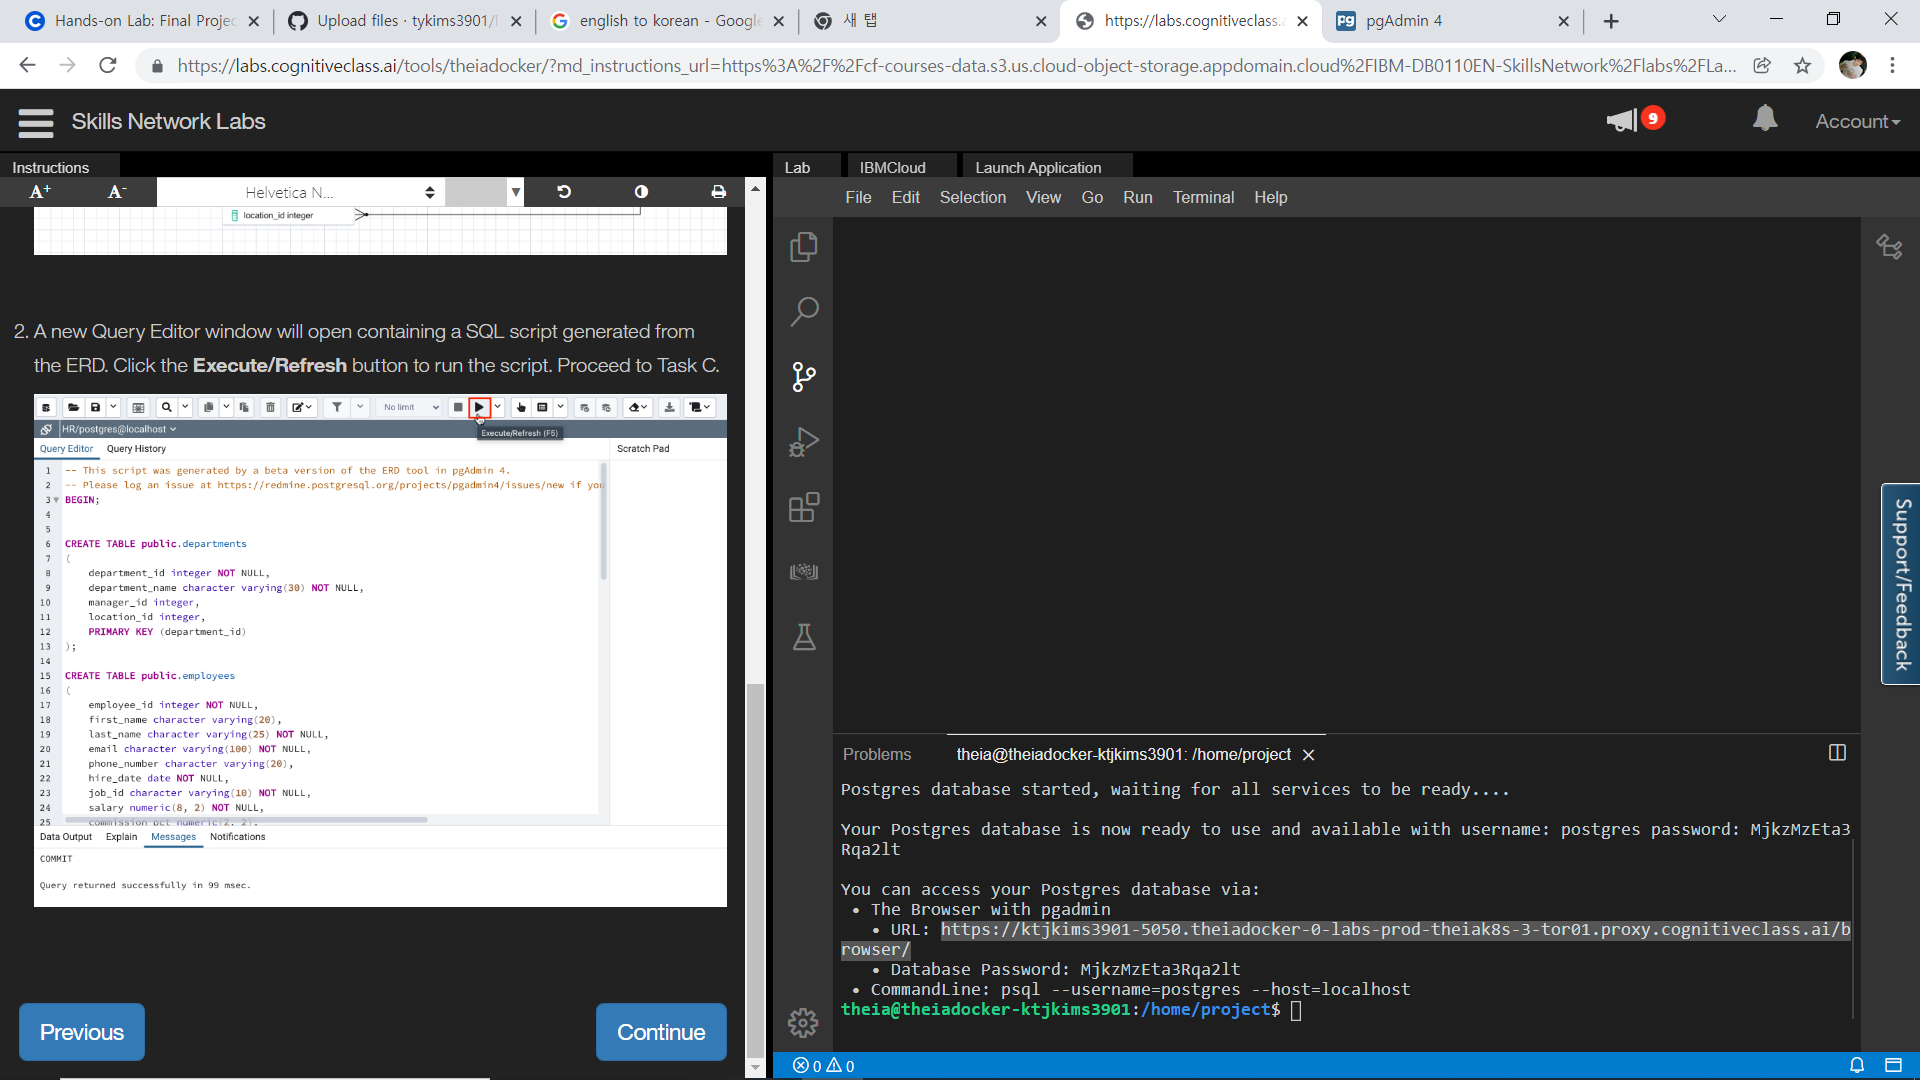 Hands-on Lab: Final Projec
Upload files · tykims3901/
english to korean - Google
새 탭
https://labs.cognitiveclass.a
pgAdmin 4
https://labs.cognitiveclass.ai/tools/theiadocker/?md_instructions_url=https%3A%2F%2Fcf-courses-data.s3.us.cloud-object-storage.appdomain.cloud%2FIBM-DB0110EN-SkillsNetwork%2Flabs%2FLa...
Skills Network Labs
9
Account
Instructions
Lab
IBMCloud
Launch Application
A+
A-
Helvetica N...
File Edit Selection View Go Run Terminal Help
location_id integer
2. A new Query Editor window will open containing a SQL script generated from
the ERD. Click the Execute/Refresh button to run the script. Proceed to Task C.
No limit
HR/postgres@localhost
Execute/Refresh (F5)
Query Editor Query History
Scratch Pad
1 -- This script was generated by a beta version of the ERD tool in pgAdmin 4.
2 -- Please log an issue at https://redmine.postgresql.org/projects/pgadmin4/issues/new if you
3 BEGIN;
4
5
6 CREATE TABLE public.departments
7 (
8 department_id integer NOT NULL,
9 department_name character varying(30) NOT NULL,
10 manager_id integer,
11 location_id integer,
12 PRIMARY KEY (department_id)
13 );
14
15 CREATE TABLE public.employees
16 (
17 employee_id integer NOT NULL,
18 first_name character varying(20),
19 last_name character varying(25) NOT NULL,
20 email character varying(100) NOT NULL,
21 phone_number character varying(20),
22 hire_date date NOT NULL,
23 job_id character varying(10) NOT NULL,
24 salary numeric(8, 2) NOT NULL,
25 commission_pct numeric(2, 2),
Data Output Explain Messages Notifications
COMMIT
Query returned successfully in 99 msec.
Previous
Continue
Support/Feedback
Problems
theia@theiadocker-ktjkims3901: /home/project
Postgres database started, waiting for all services to be ready....
Your Postgres database is now ready to use and available with username: postgres password: MjkzMzEta3
Rqa2lt
You can access your Postgres database via:
• The Browser with pgadmin
• URL: https://ktjkims3901-5050.theiadocker-0-labs-prod-theiak8s-3-tor01.proxy.cognitiveclass.ai/b
rowser/
• Database Password: MjkzMzEta3Rqa2lt
• CommandLine: psql --username=postgres --host=localhost
theia@theiadocker-ktjkims3901:/home/project$
0 0